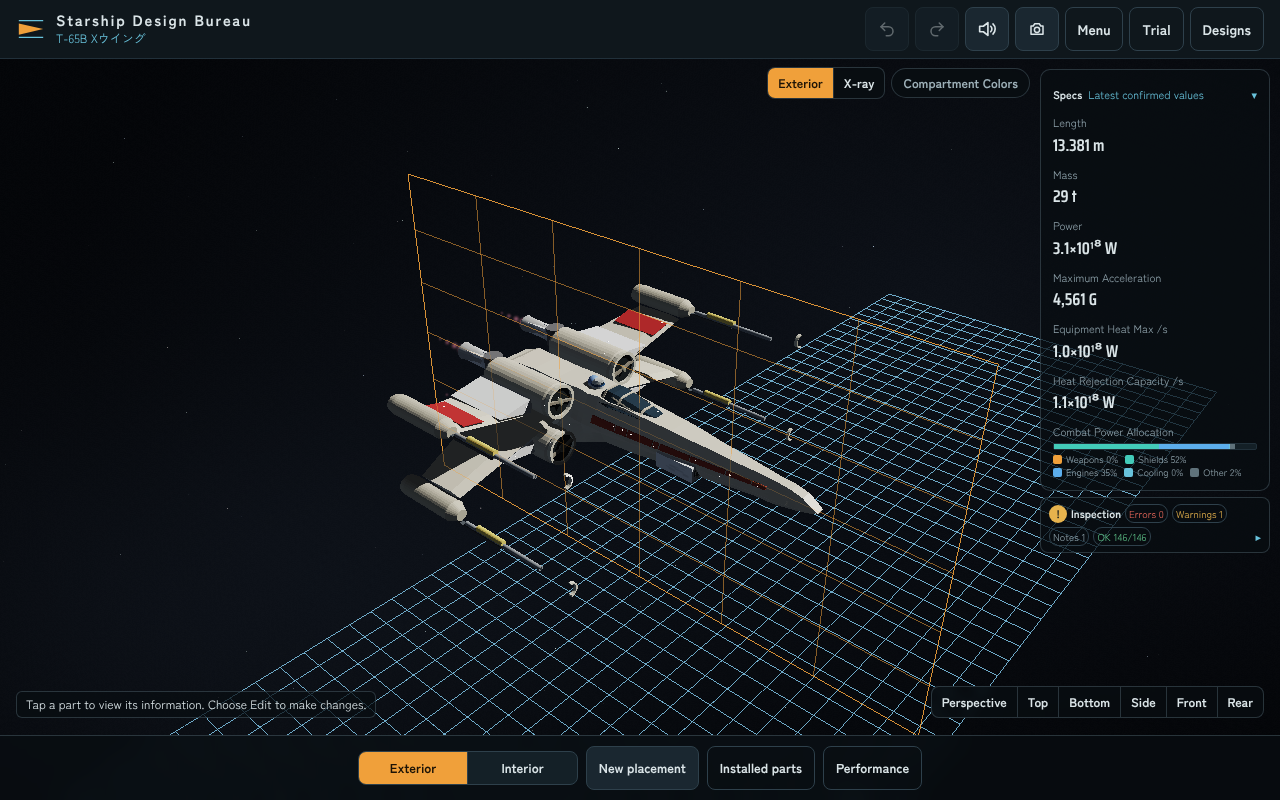 Starship Design Bureau
T-65B Xウイング
Menu
Trial
Designs
Exterior
X-ray
Compartment Colors
Specs Latest confirmed values ▾
Length
13.381 m
Mass
29 t
Power
3.1×10¹⁸ W
Maximum Acceleration
4,561 G
Equipment Heat Max /s
1.0×10¹⁸ W
Heat Rejection Capacity /s
1.1×10¹⁸ W
Combat Power Allocation
Weapons 0% Shields 52%
Engines 35% Cooling 0% Other 2%
! Inspection Errors 0 Warnings 1
Notes 1 OK 146/146 ▸
Tap a part to view its information. Choose Edit to make changes.
Perspective
Top
Bottom
Side
Front
Rear
Exterior
Interior
New placement
Installed parts
Performance